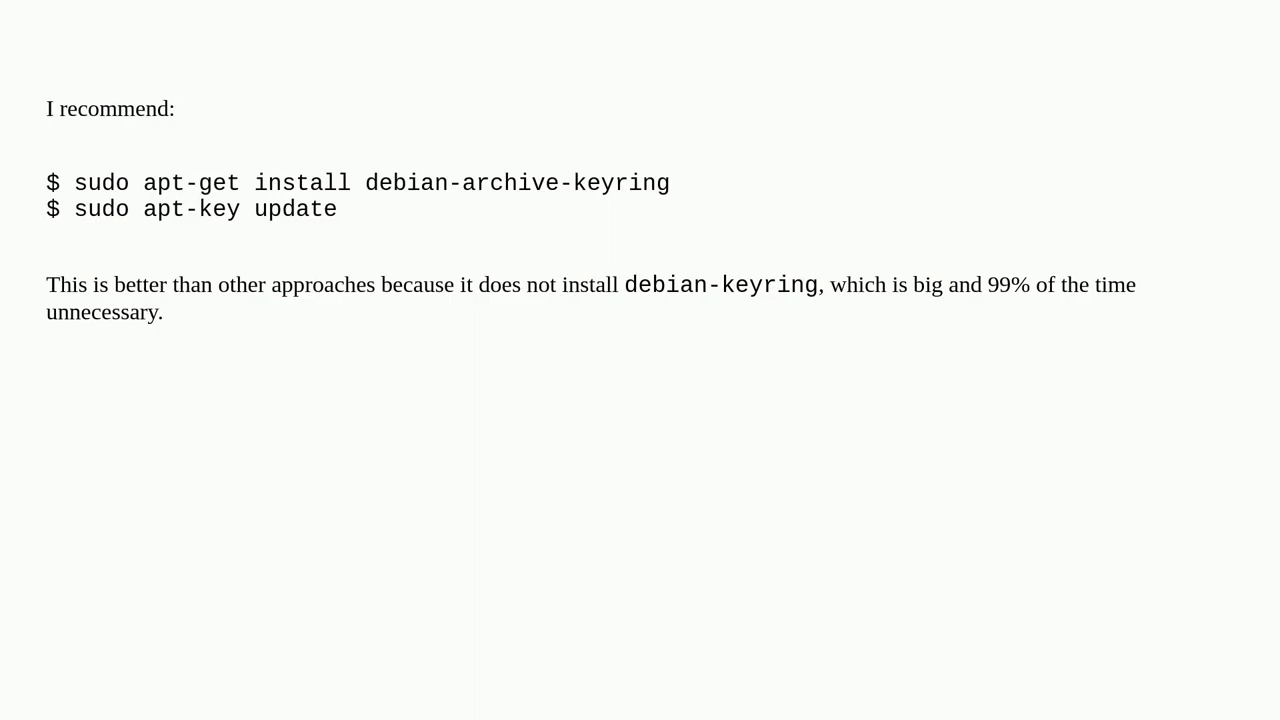 I recommend:
$ sudo apt-get install debian-archive-keyring
$ sudo apt-key update
This is better than other approaches because it does not install debian-keyring, which is big and 99% of the time
unnecessary.